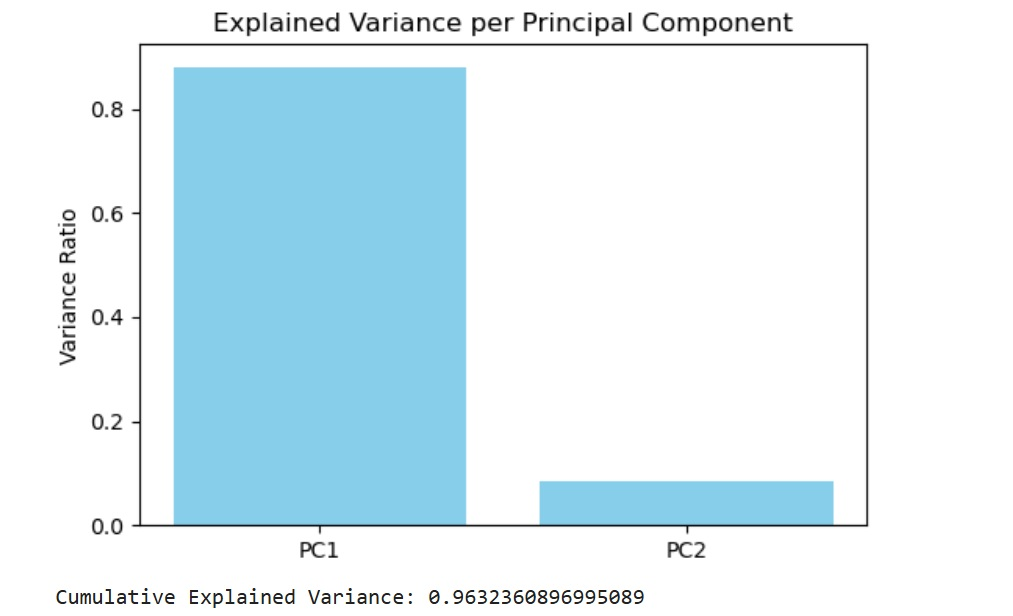 Explained Variance per Principal Component
Variance Ratio
0.8
0.6
0.4
0.2
0.0
PC1 PC2
Cumulative Explained Variance: 0.9632360896995089